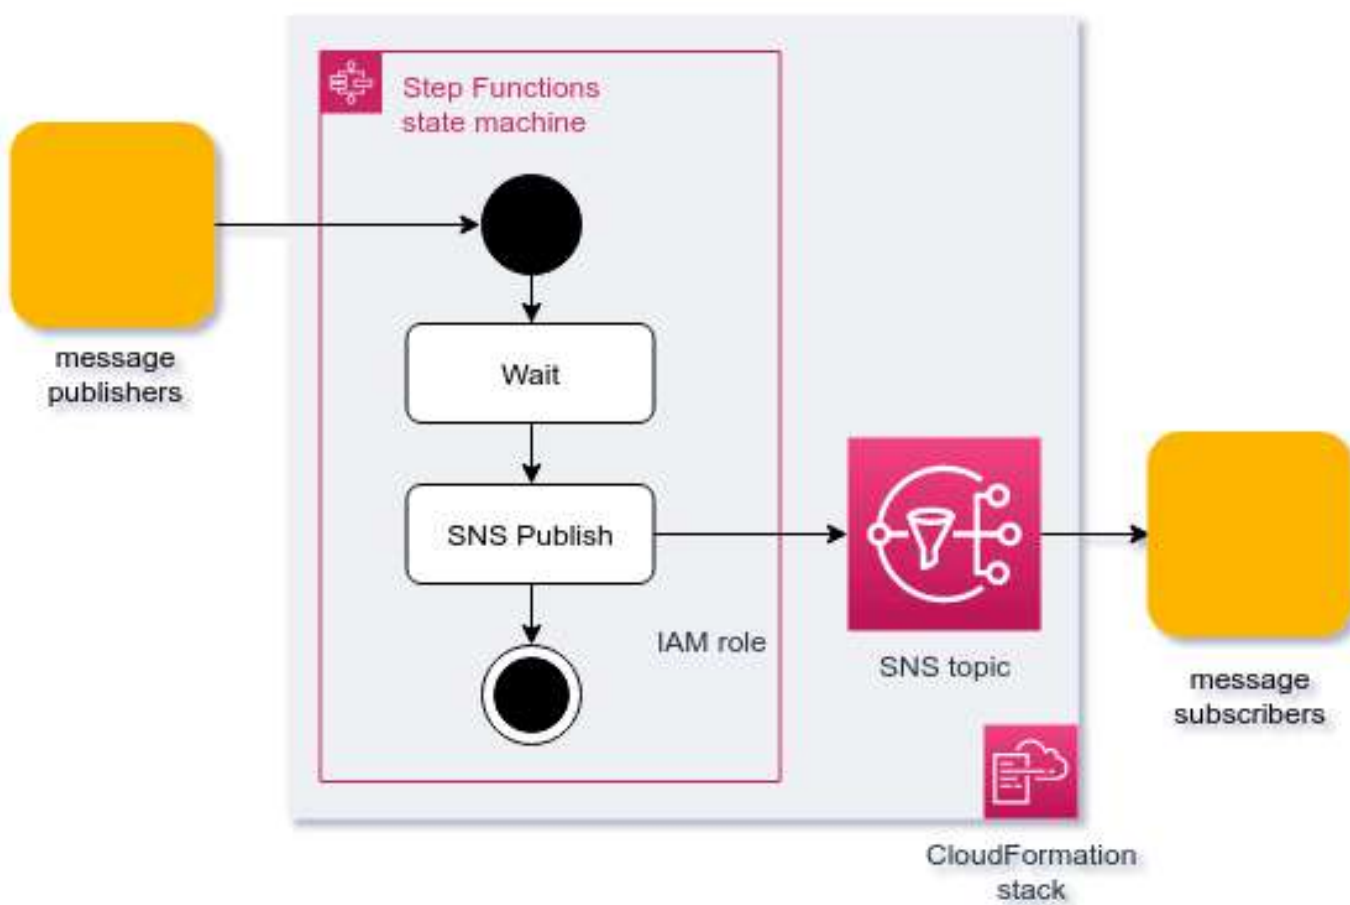 Step Functions
state machine
message
publishers
Wait
SNS Publish
IAM role
SNS topic
message
subscribers
CloudFormation
stack